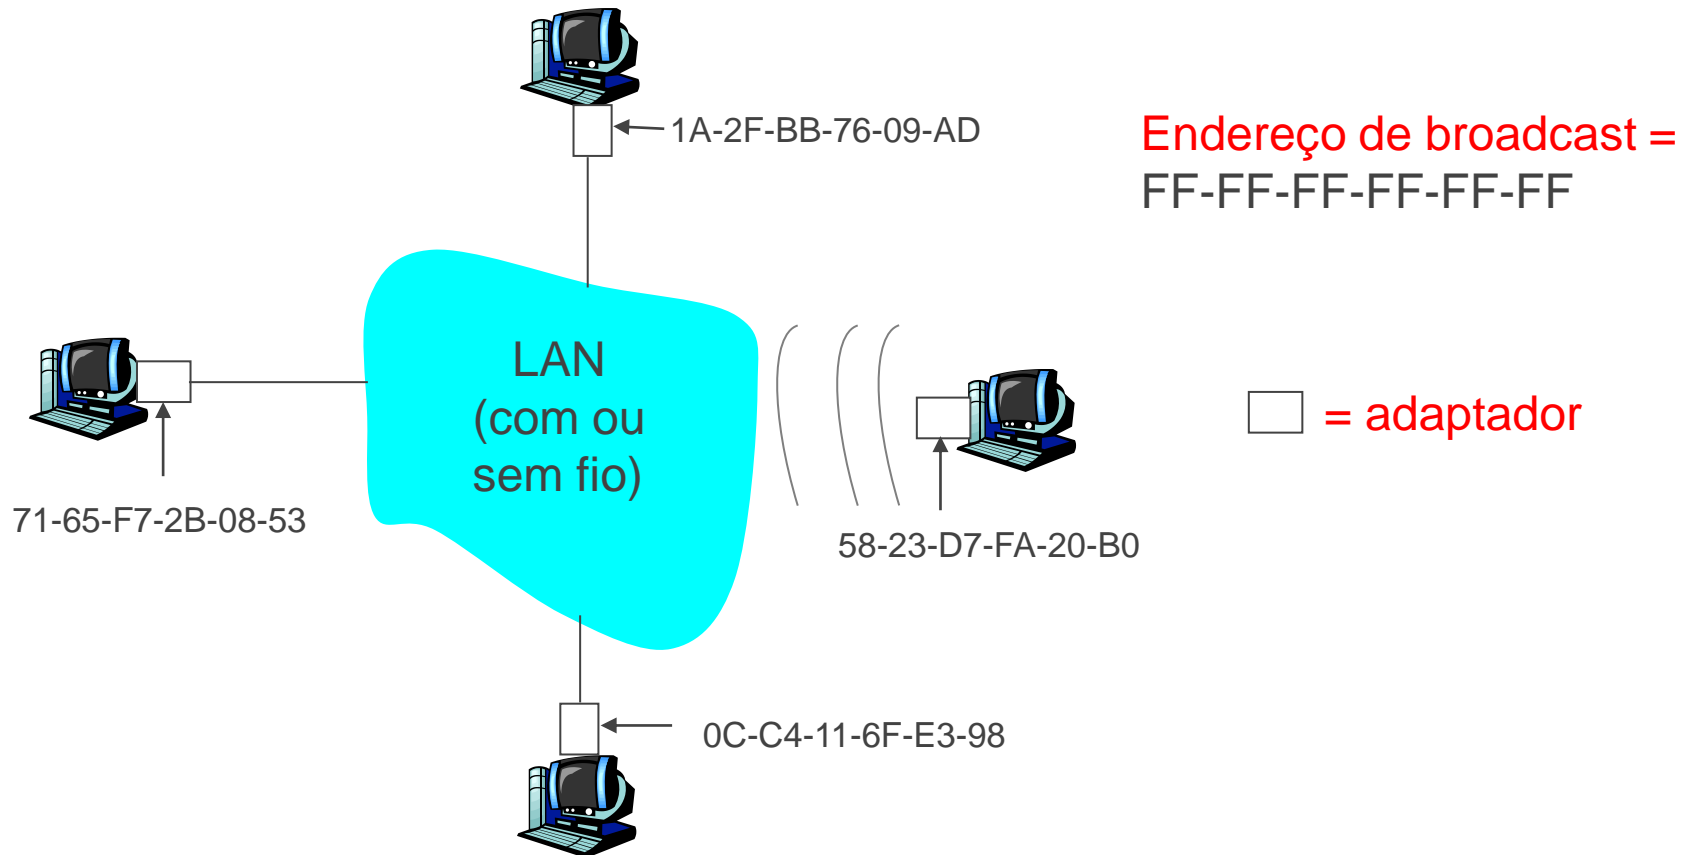 1A-2F-BB-76-09-AD
Endereço de broadcast =
FF-FF-FF-FF-FF-FF
LAN
(com ou
sem fio)
= adaptador
71-65-F7-2B-08-53
58-23-D7-FA-20-B0
0C-C4-11-6F-E3-98